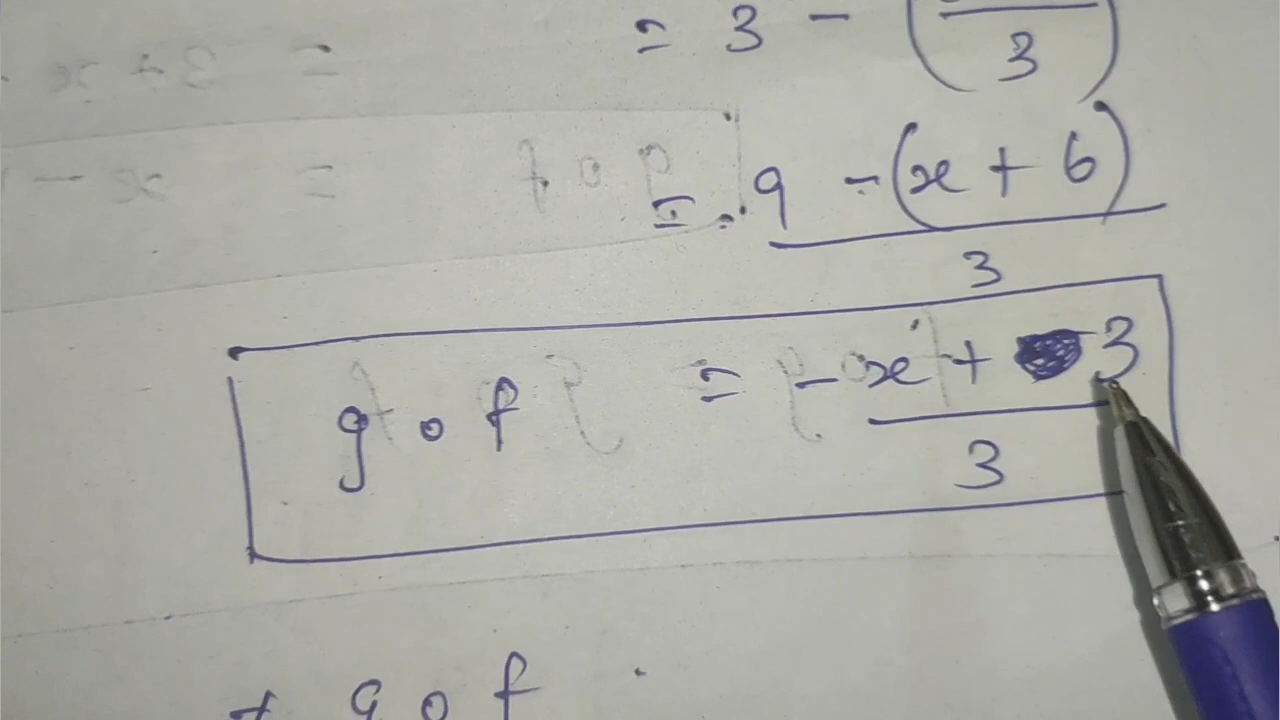 = 3 - ( / 3 )
= 9 - (x + 6) / 3
g o f = - x + 3 / 3
≠ g o f